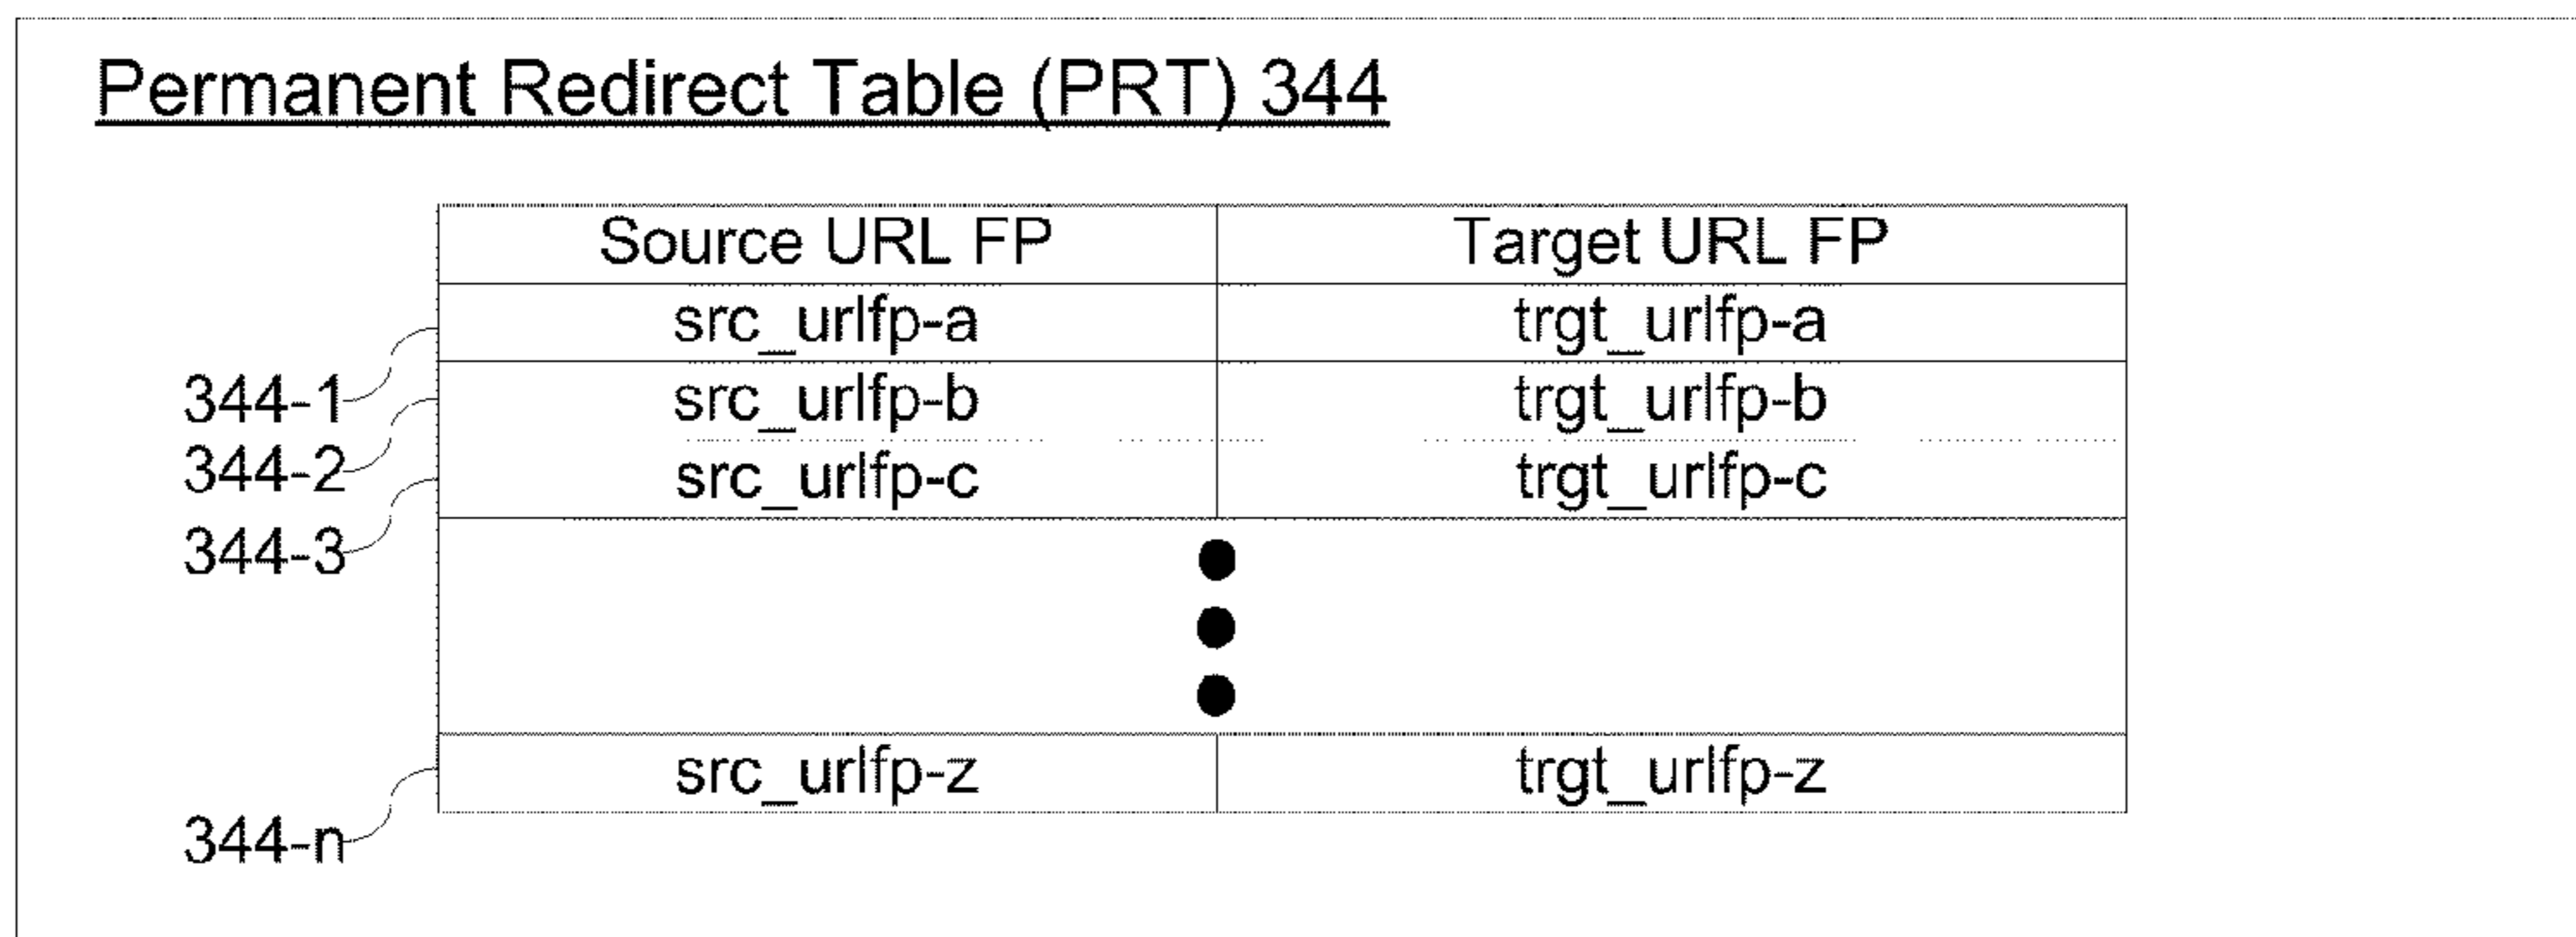 Permanent Redirect Table (PRT) 344
Source URL FP Target URL FP
src_urlfp-a trgt_urlfp-a
344-1 src_urlfp-b trgt_urlfp-b
344-2 src_urlfp-c trgt_urlfp-c
344-3
src_urlfp-z trgt_urlfp-z
344-n